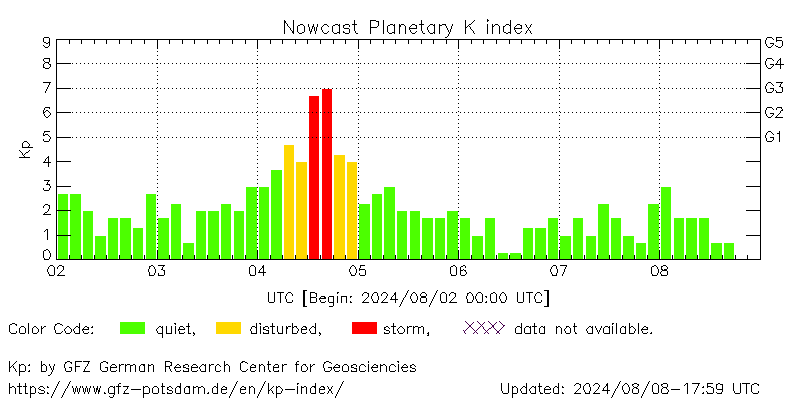 Nowcast Planetary K index
9 G5
8 G4
7 G3
6 G2
5 G1
4
3
2
1
0
Kp
02 03 04 05 06 07 08
UTC [Begin: 2024/08/02 00:00 UTC]
Color Code: quiet, disturbed, storm, data not available.
Kp: by GFZ German Research Center for Geosciencies
https://www.gfz-potsdam.de/en/kp-index/ Updated: 2024/08/08-17:59 UTC